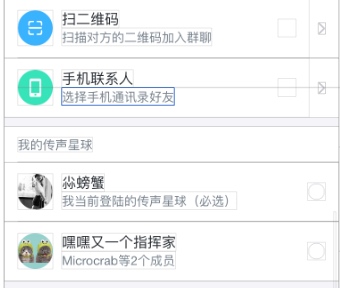 扫二维码
扫描对方的二维码加入群聊
手机联系人
选择手机通讯录好友
我的传声星球
尛螃蟹
我当前登陆的传声星球（必选）
嘿嘿又一个指挥家
Microcrab等2个成员